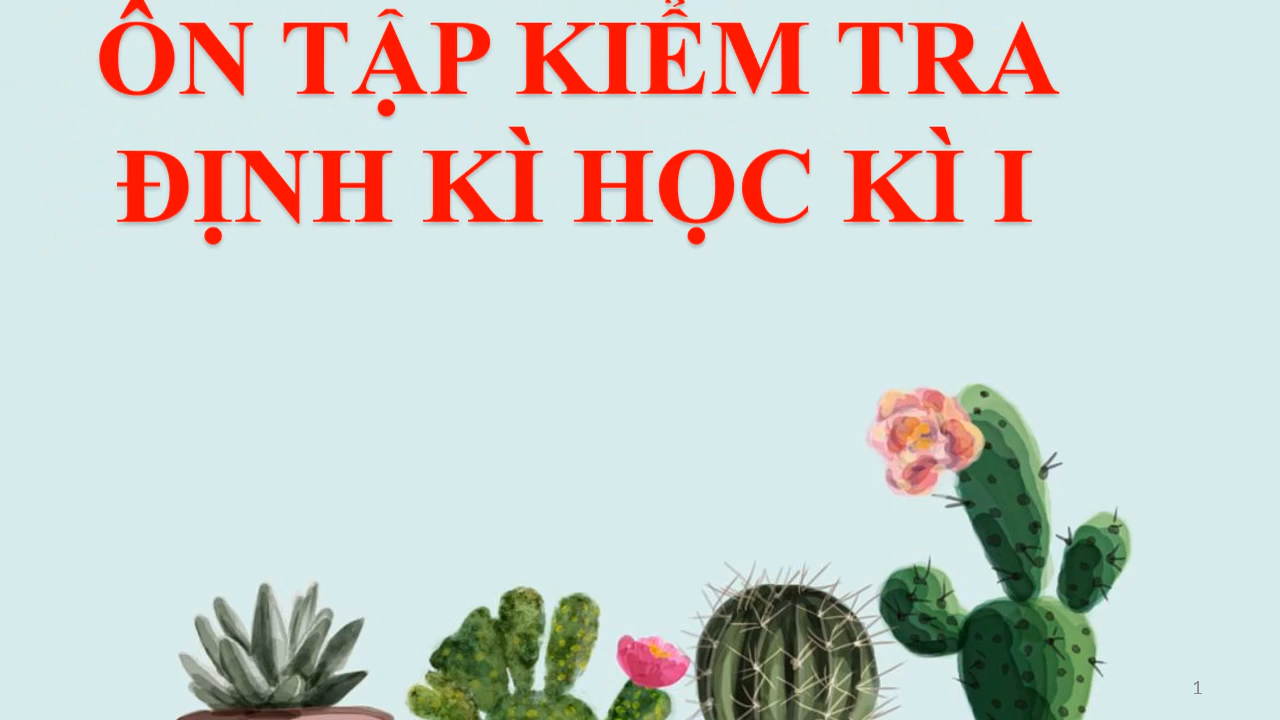 ÔN TẬP KIỂM TRA
ĐỊNH KÌ HỌC KÌ I
1